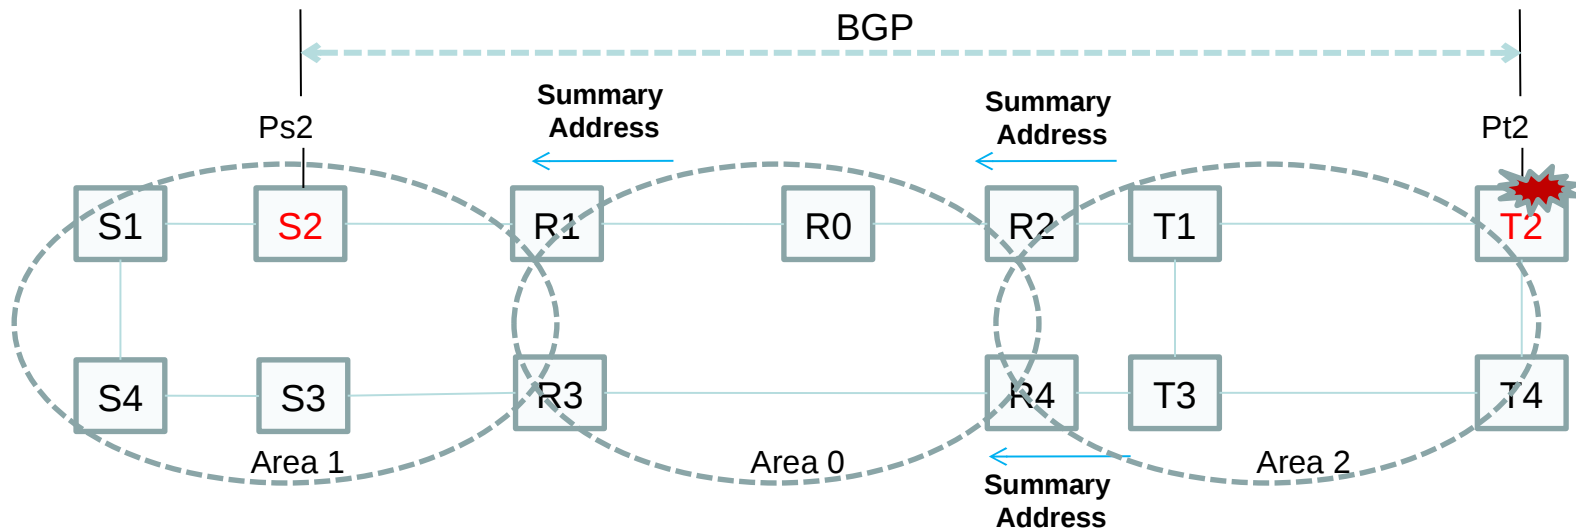 BGP
Summary
Address
Summary
Address
Ps2
Pt2
S1
S2
R1
R0
R2
T1
T2
S4
S3
R3
R4
T3
T4
Area 1
Area 0
Area 2
Summary
Address